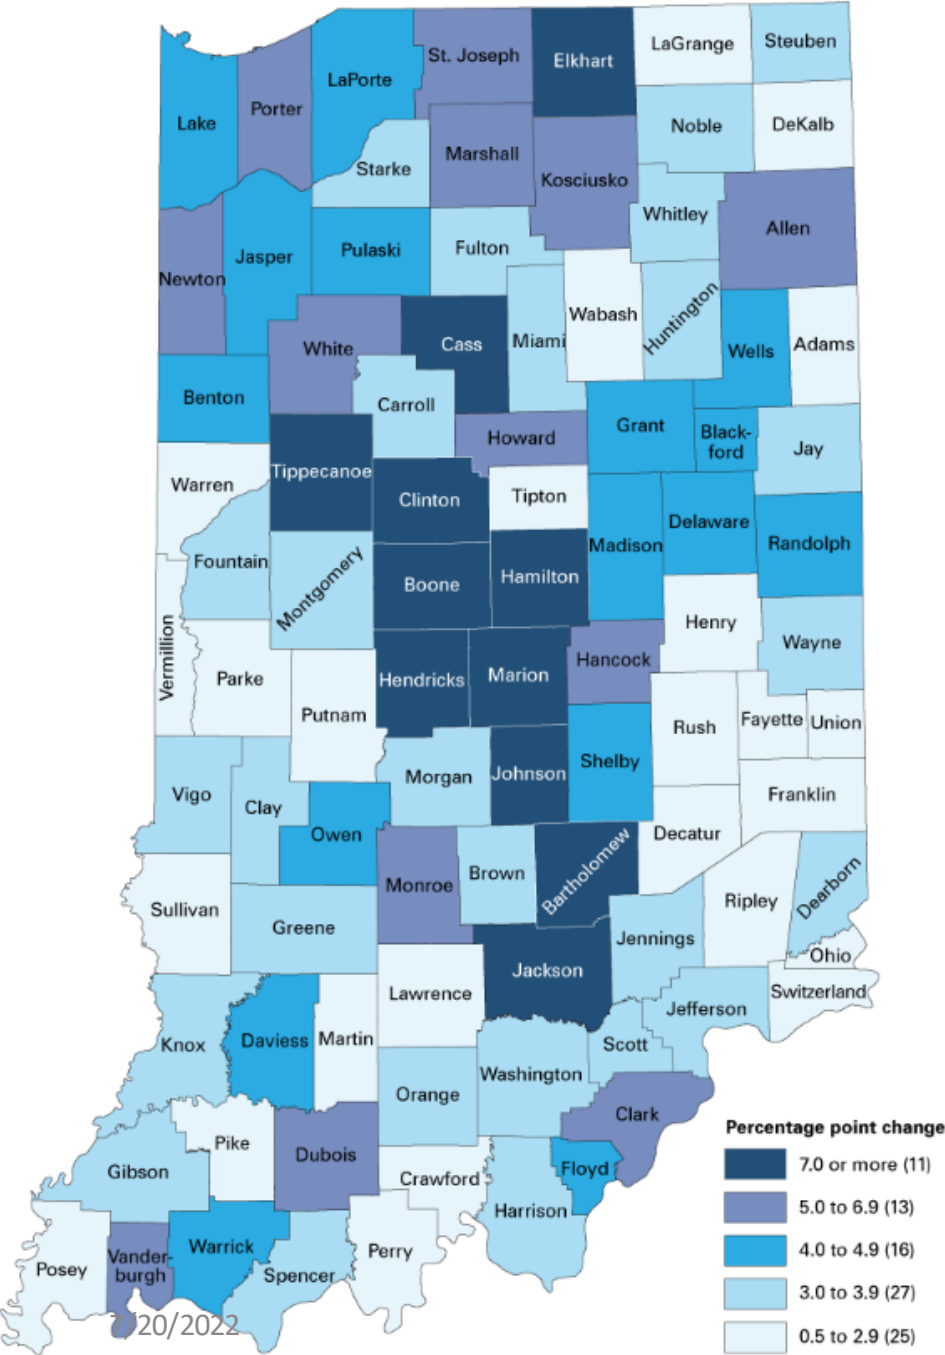 LaGrange
Steuben
St. Joseph
Elkhart
LaPorte
Porter
Lake
Noble
DeKalb
Marshall
Starke
Kosciusko
Whitley
Allen
Fulton
Pulaski
Jasper
Newton
Wabash
Huntington
Miami
Cass
White
Wells
Adams
Benton
Carroll
Howard
Grant
Black-
ford
Jay
Tippecanoe
Warren
Clinton
Tipton
Delaware
Madison
Randolph
Fountain
Montgomery
Boone
Hamilton
Henry
Wayne
Vermillion
Parke
Hendricks
Marion
Hancock
Putnam
Rush
Fayette
Union
Shelby
Morgan
Johnson
Vigo
Clay
Franklin
Owen
Decatur
Monroe
Brown
Bartholomew
Dearborn
Ripley
Sullivan
Greene
Jennings
Ohio
Jackson
Switzerland
Lawrence
Jefferson
Knox
Daviess
Martin
Scott
Washington
Orange
Clark
Pike
Dubois
Gibson
Floyd
Crawford
Harrison
Perry
Warrick
Vander-
burgh
Posey
Spencer
7/20/2022
Percentage point change
7.0 or more (11)
5.0 to 6.9 (13)
4.0 to 4.9 (16)
3.0 to 3.9 (27)
0.5 to 2.9 (25)